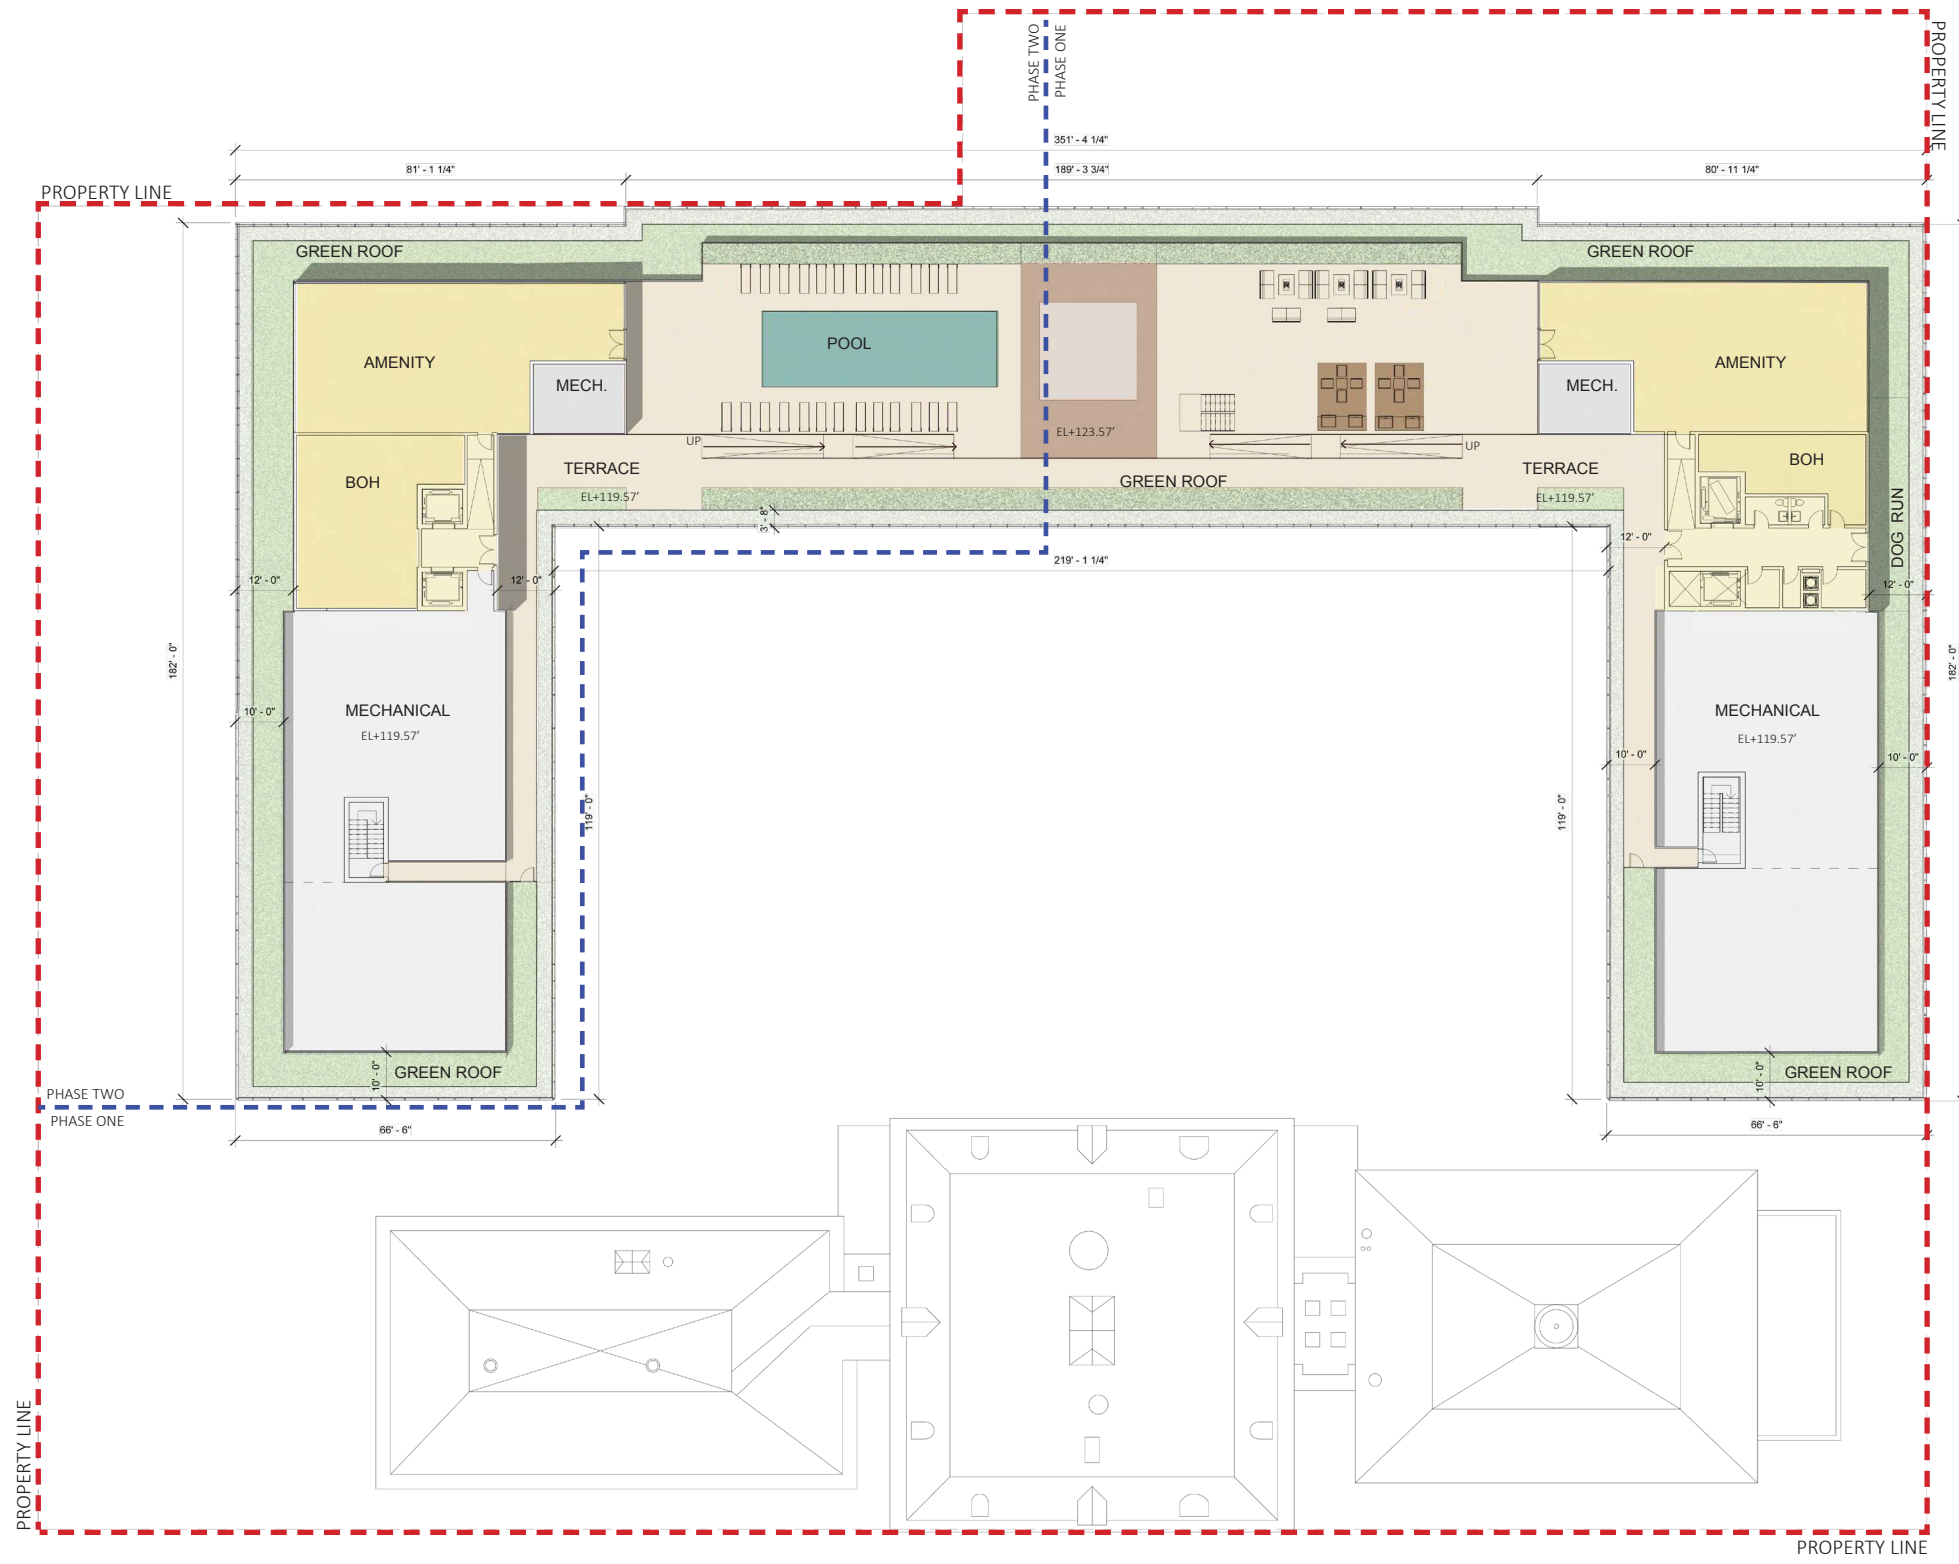 PHASE TWO
PHASE ONE
PROPERTY LINE
351' - 4 1/4"
81' - 1 1/4"
189' - 3 3/4"
80' - 11 1/4"
PROPERTY LINE
GREEN ROOF
GREEN ROOF
POOL
AMENITY
AMENITY
MECH.
MECH.
EL+123.57'
UP
UP
TERRACE
TERRACE
BOH
BOH
GREEN ROOF
EL+119.57'
EL+119.57'
3' - 8"
DOG RUN
12' - 0"
219' - 1 1/4"
12' - 0"
12' - 0"
12' - 0"
182' - 0"
182' - 0"
MECHANICAL
EL+119.57'
MECHANICAL
EL+119.57'
10' - 0"
10' - 0"
10' - 0"
119' - 0"
119' - 0"
10' - 0"
GREEN ROOF
10' - 0"
GREEN ROOF
PHASE TWO
PHASE ONE
66' - 6"
66' - 6"
PROPERTY LINE
PROPERTY LINE